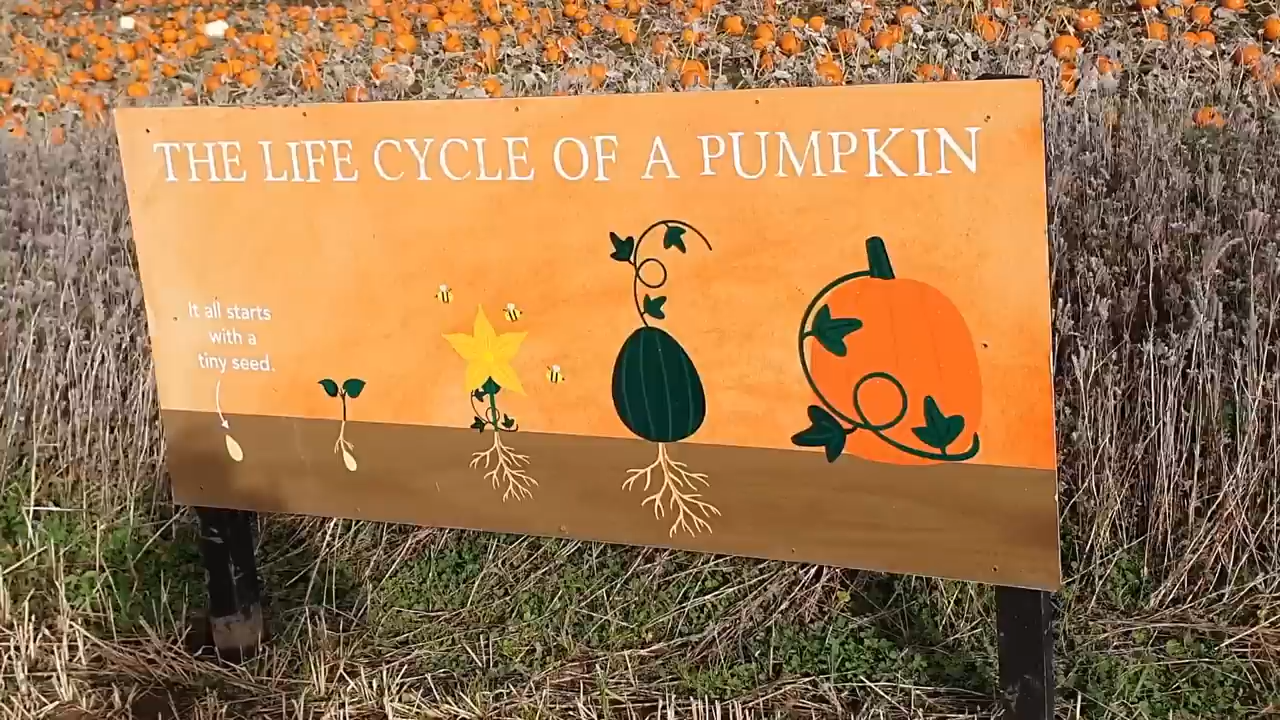 THE LIFE CYCLE OF A PUMPKIN
It all starts
with a
tiny seed.